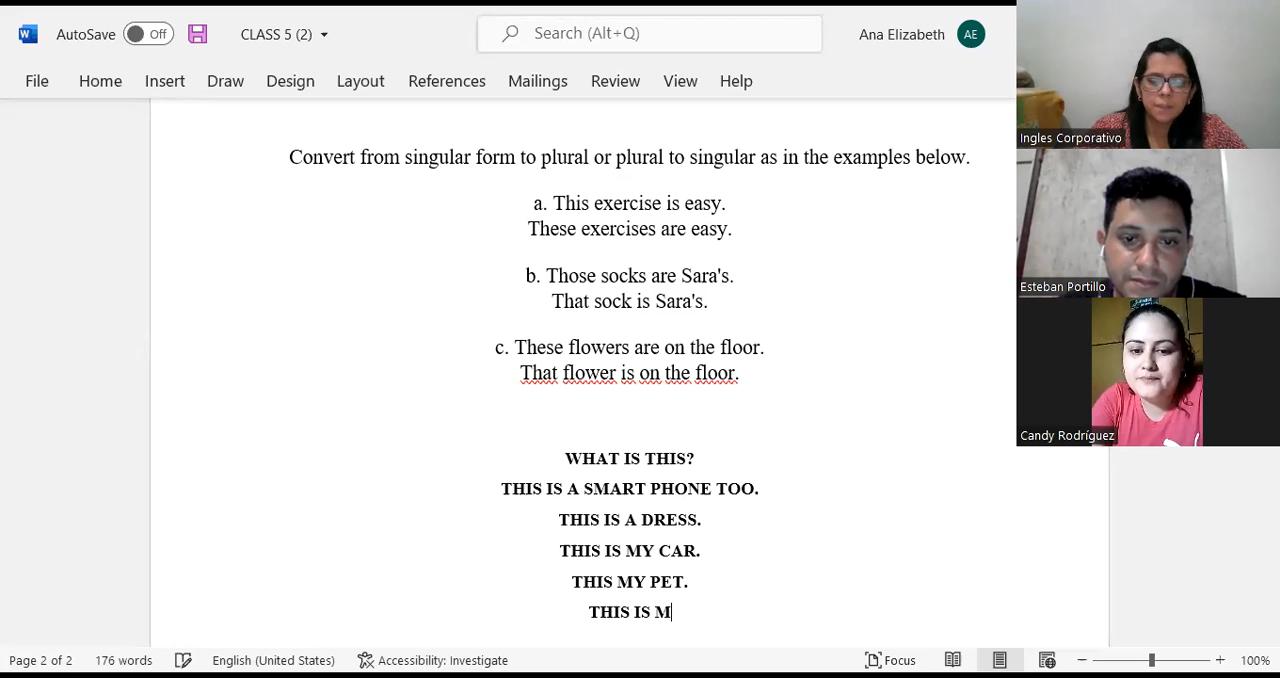 AutoSave Off CLASS 5 (2) Search (Alt+Q) Ana Elizabeth AE
File Home Insert Draw Design Layout References Mailings Review View Help
Convert from singular form to plural or plural to singular as in the examples below.
a. This exercise is easy.
These exercises are easy.
b. Those socks are Sara's.
That sock is Sara's.
c. These flowers are on the floor.
That flower is on the floor.
WHAT IS THIS?
THIS IS A SMART PHONE TOO.
THIS IS A DRESS.
THIS IS MY CAR.
THIS MY PET.
THIS IS M
Page 2 of 2 176 words English (United States) Accessibility: Investigate Focus 100%
Ingles Corporativo
Esteban Portillo
Candy Rodríguez